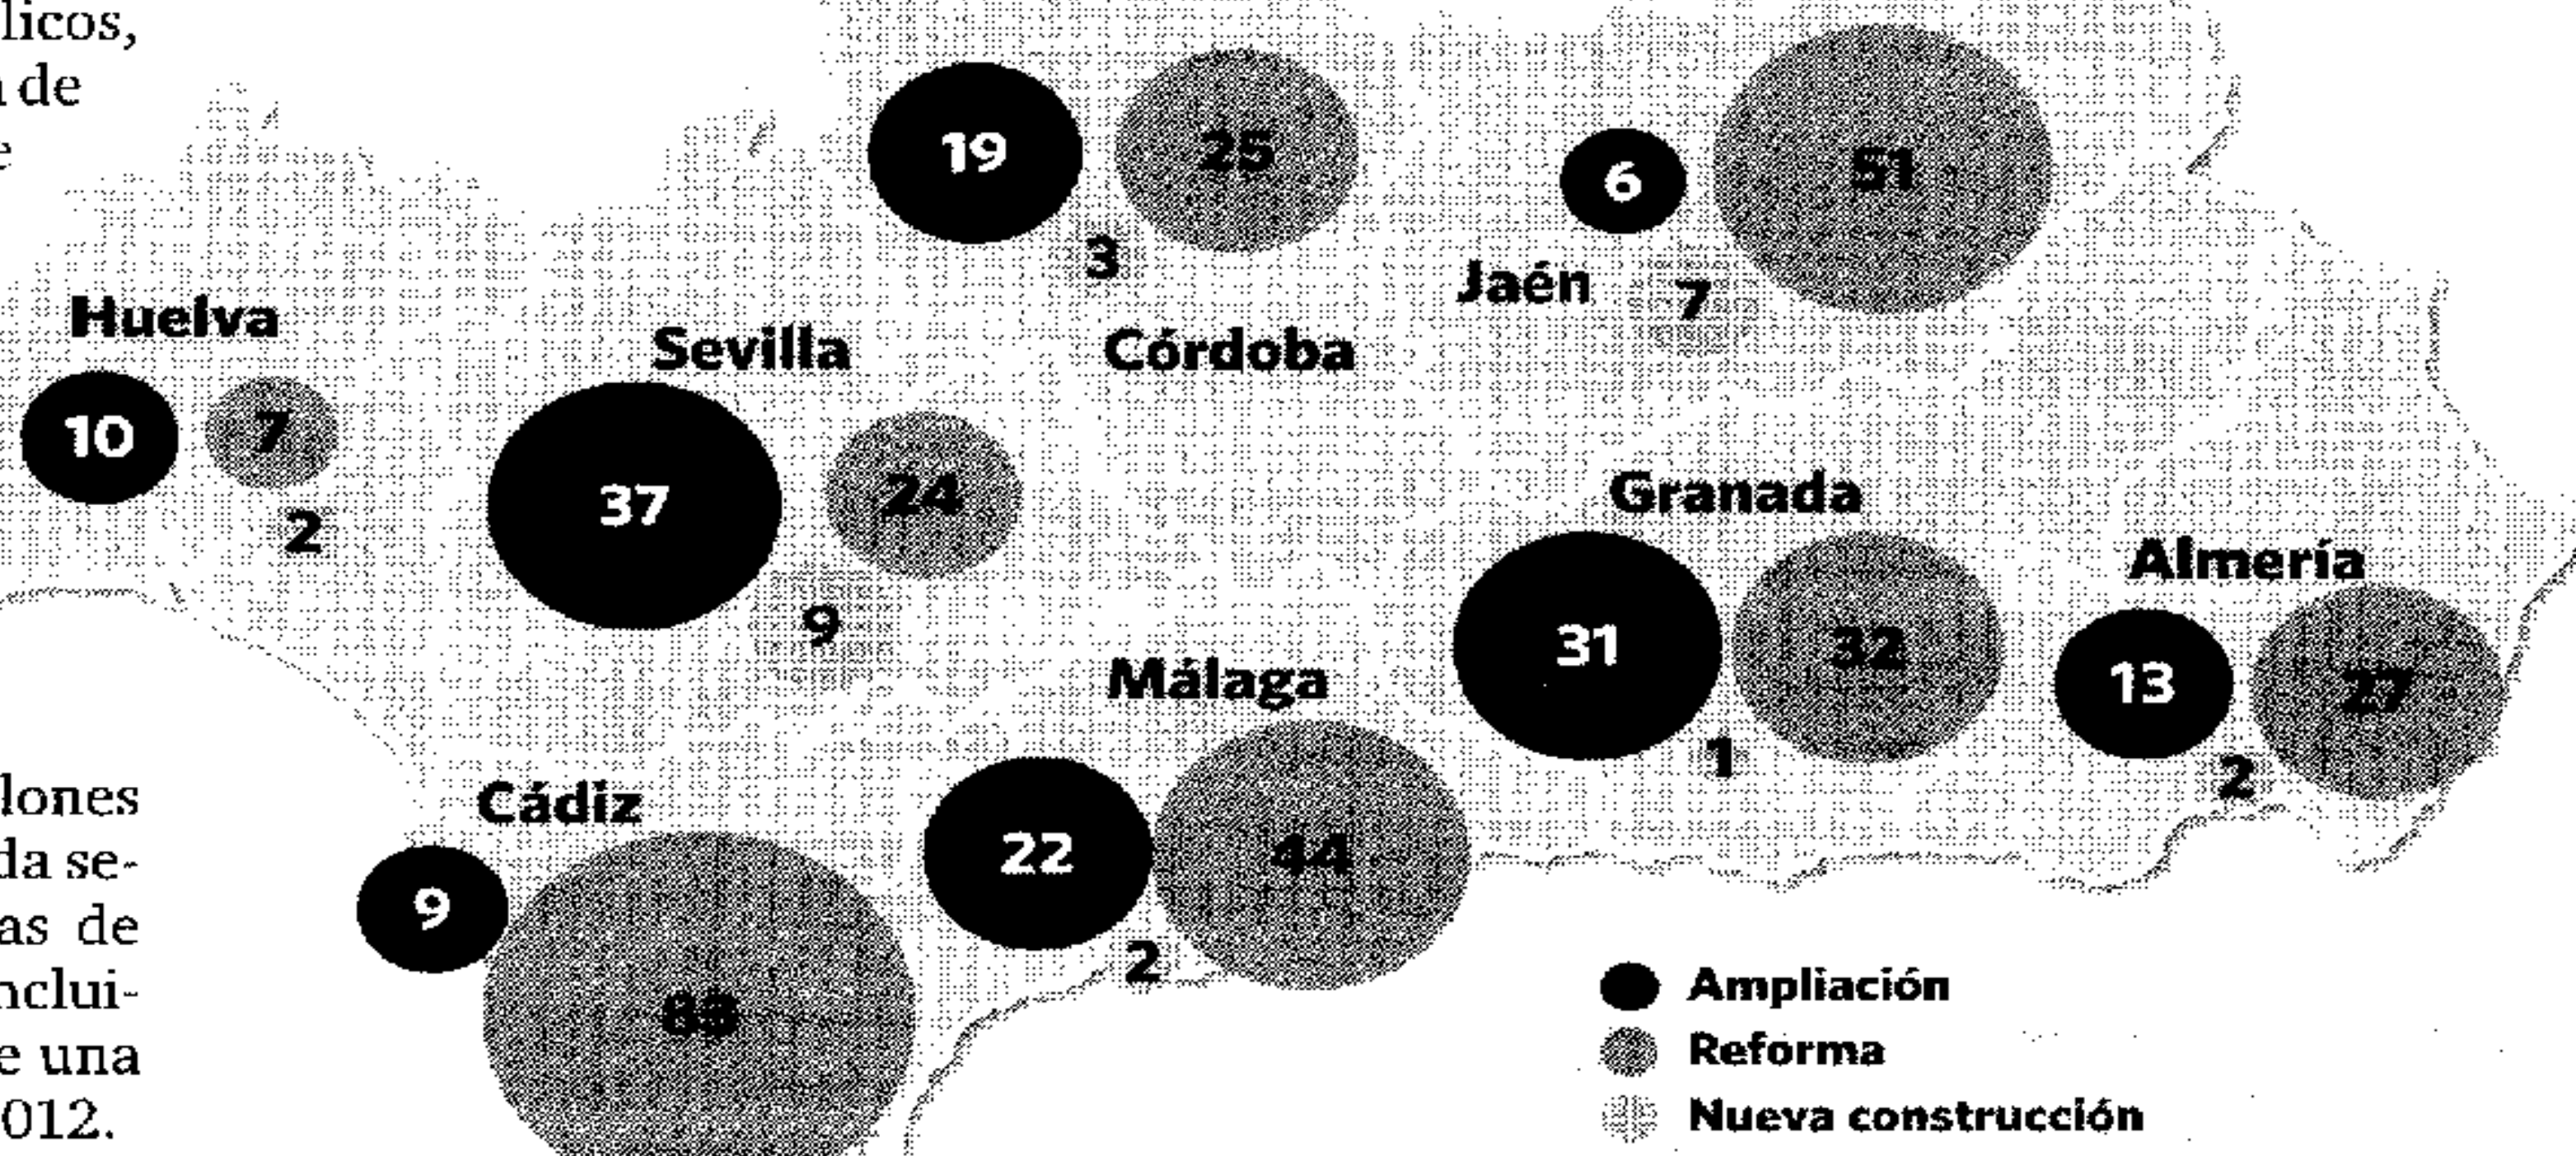 licos,
de
e
19
25
3
6
51
Jaén
7
Huelva
10
7
2
Sevilla
37
24
9
Córdoba
Granada
31
32
1
Almería
13
27
2
Málaga
22
44
2
Cádiz
9
lones
da se-
as de
nclui-
e una
012.
Ampliación
Reforma
Nueva construcción